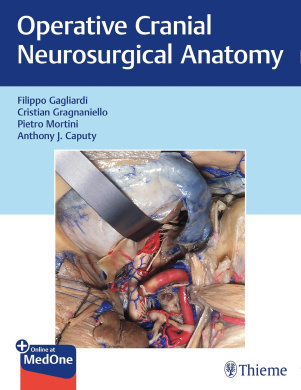 Operative Cranial
Neurosurgical Anatomy
Filippo Gagliardi
Cristian Gragnaniello
Pietro Mortini
Anthony J. Caputy
+ Online at
MedOne
Thieme